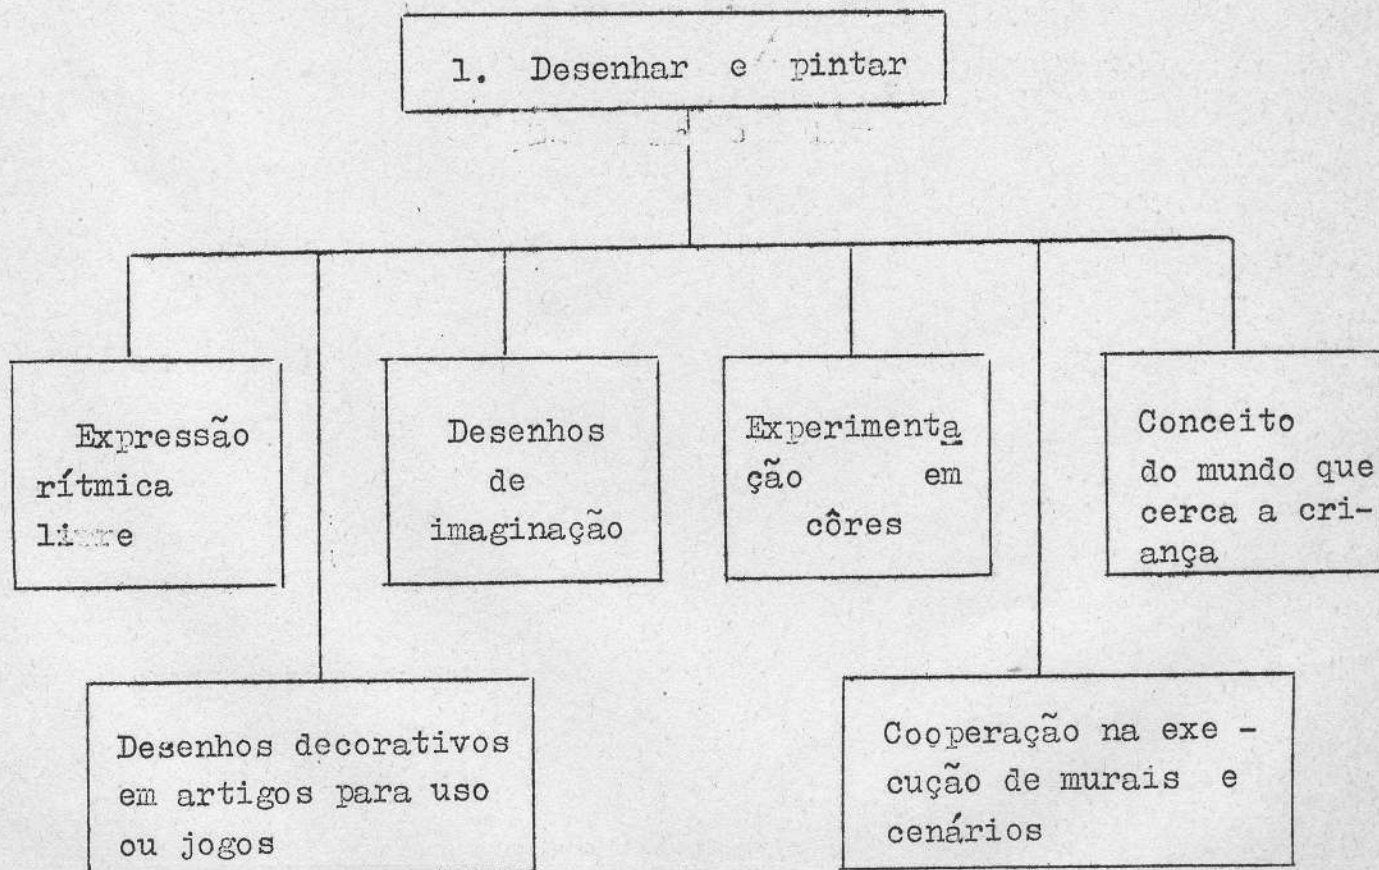 1. Desenhar e pintar
Expressão
rítmica
livre
Desenhos
de
imaginação
Experimenta
ção em
côres
Conceito
do mundo que
cerca a cri-
ança
Desenhos decorativos
em artigos para uso
ou jogos
Cooperação na exe -
cução de murais e
cenários